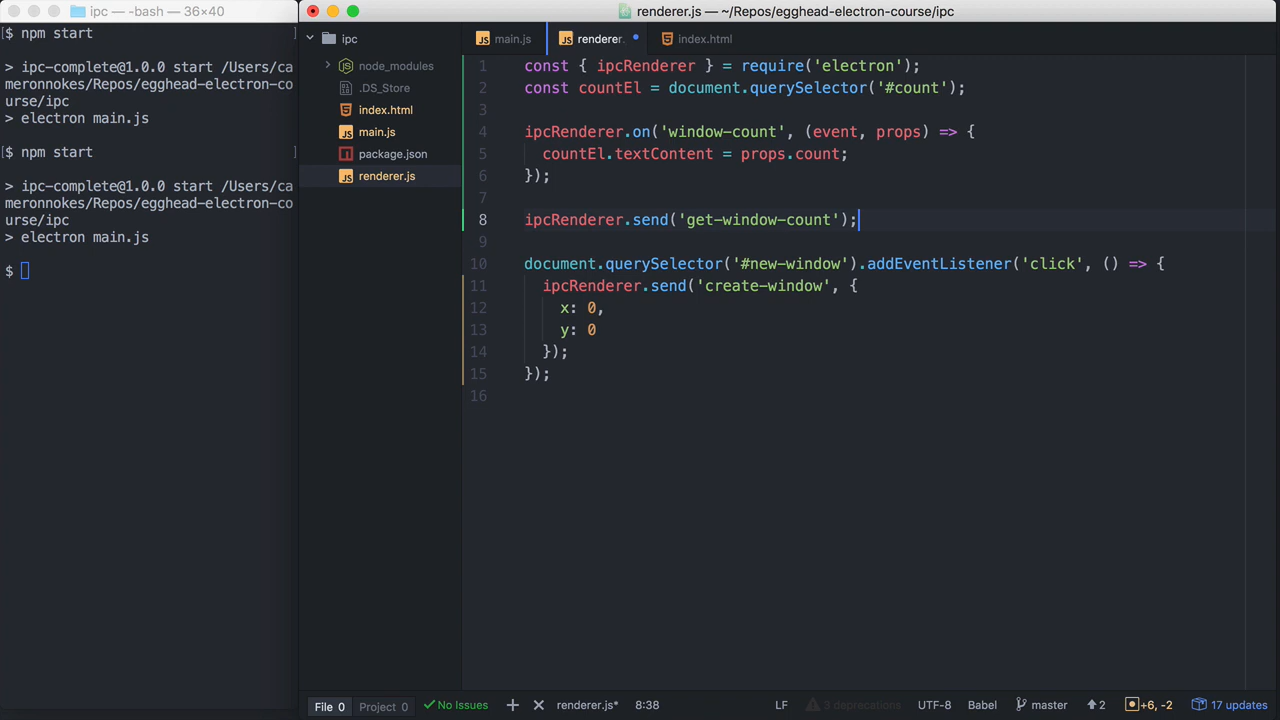 ipc — -bash — 36×40
[$ npm start ]
> ipc-complete@1.0.0 start /Users/ca
meronnokes/Repos/egghead-electron-co
urse/ipc
> electron main.js
[$ npm start ]
> ipc-complete@1.0.0 start /Users/ca
meronnokes/Repos/egghead-electron-co
urse/ipc
> electron main.js
$
renderer.js — ~/Repos/egghead-electron-course/ipc
ipc
node_modules
.DS_Store
index.html
main.js
package.json
renderer.js
main.js
renderer.
index.html
1 const { ipcRenderer } = require('electron');
2 const countEl = document.querySelector('#count');
3
4 ipcRenderer.on('window-count', (event, props) => {
5 countEl.textContent = props.count;
6 });
7
8 ipcRenderer.send('get-window-count');
9
10 document.querySelector('#new-window').addEventListener('click', () => {
11 ipcRenderer.send('create-window', {
12 x: 0,
13 y: 0
14 });
15 });
16
File 0 Project 0 No Issues renderer.js* 8:38 LF 3 deprecations UTF-8 Babel master 2 +6, -2 17 updates